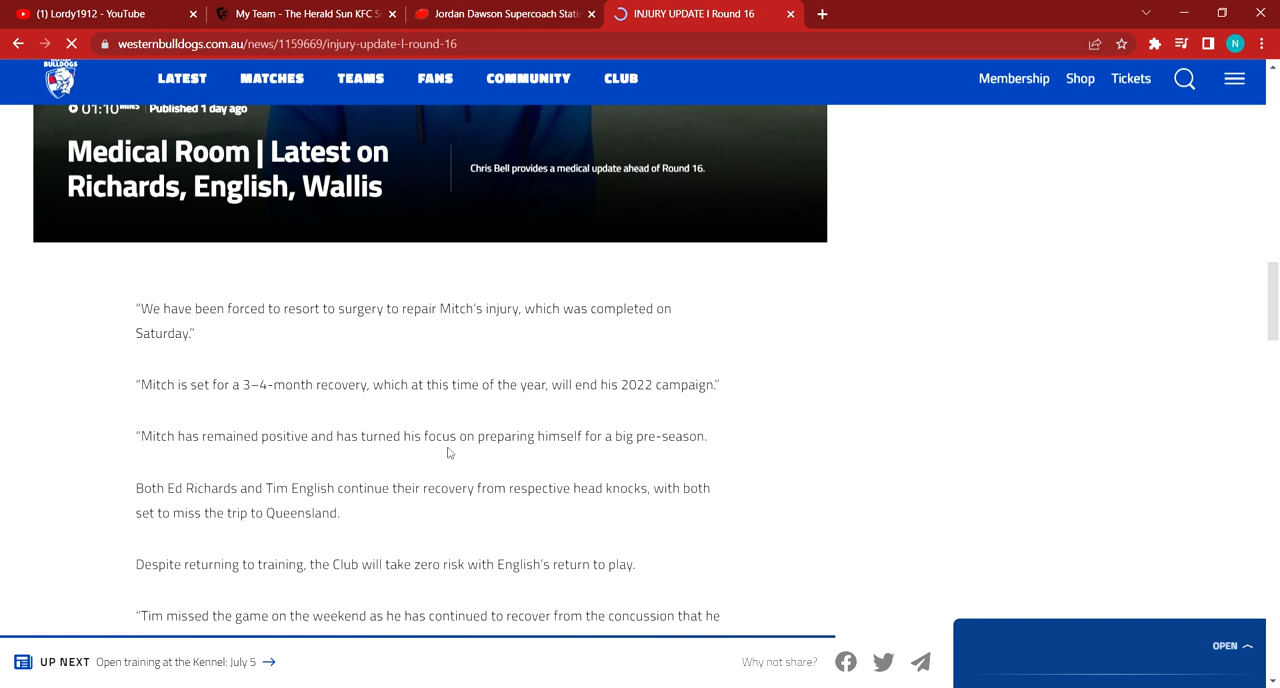 (1) Lordy1912 - YouTube
My Team - The Herald Sun KFC S
Jordan Dawson Supercoach Stati
INJURY UPDATE I Round 16
westernbulldogs.com.au/news/1159669/injury-update-l-round-16
N
BULLDOGS
LATEST
MATCHES
TEAMS
FANS
COMMUNITY
CLUB
Membership
Shop
Tickets
01:10 MINS
Published 1 day ago
Medical Room | Latest on
Richards, English, Wallis
Chris Bell provides a medical update ahead of Round 16.
“We have been forced to resort to surgery to repair Mitch’s injury, which was completed on
Saturday.”
“Mitch is set for a 3–4-month recovery, which at this time of the year, will end his 2022 campaign.”
“Mitch has remained positive and has turned his focus on preparing himself for a big pre-season.
Both Ed Richards and Tim English continue their recovery from respective head knocks, with both
set to miss the trip to Queensland.
Despite returning to training, the Club will take zero risk with English’s return to play.
“Tim missed the game on the weekend as he has continued to recover from the concussion that he
UP NEXT Open training at the Kennel: July 5
Why not share?
OPEN